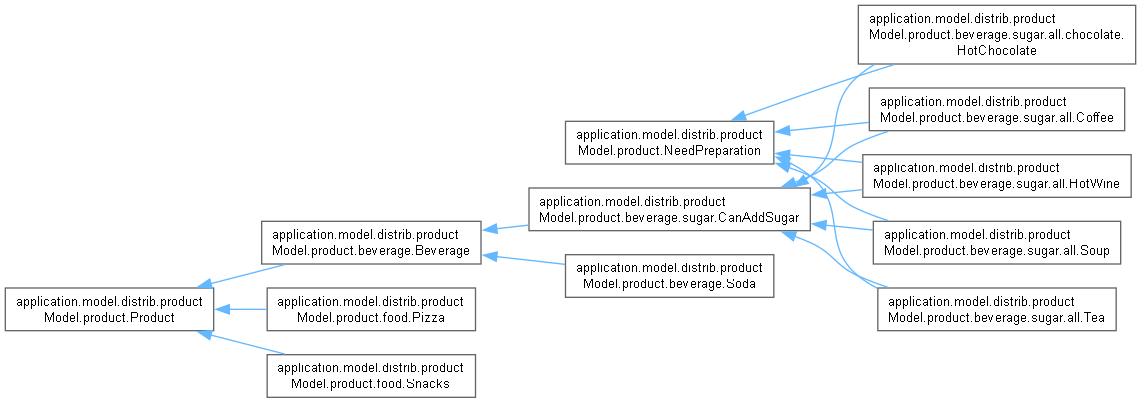 application.model.distrib.product
Model.product.beverage.sugar.all.chocolate.
HotChocolate
application.model.distrib.product
Model.product.beverage.sugar.all.Coffee
application.model.distrib.product
Model.product.NeedPreparation
application.model.distrib.product
Model.product.beverage.sugar.all.HotWine
application.model.distrib.product
Model.product.beverage.sugar.CanAddSugar
application.model.distrib.product
Model.product.beverage.Beverage
application.model.distrib.product
Model.product.beverage.sugar.all.Soup
application.model.distrib.product
Model.product.beverage.Soda
application.model.distrib.product
Model.product.Product
application.model.distrib.product
Model.product.food.Pizza
application.model.distrib.product
Model.product.beverage.sugar.all.Tea
application.model.distrib.product
Model.product.food.Snacks